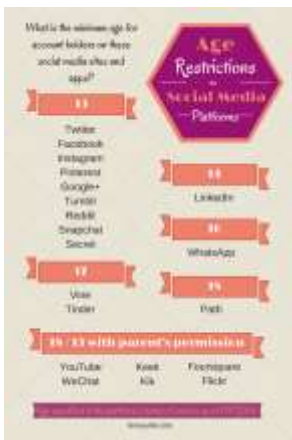 What is the minimum age for
account holders on these
social media sites and
apps?
Age
Restrictions
Social Media
Platforms
13
Twitter
Facebook
Instagram
Pinterest
Google+
Tumblr
Reddit
Snapchat
Secret
14
LinkedIn
16
WhatsApp
17
Vine
Tinder
18
Path
18 / 13 with parent's permission
YouTube
Keek
Foursquare
WeChat
Kik
Flickr